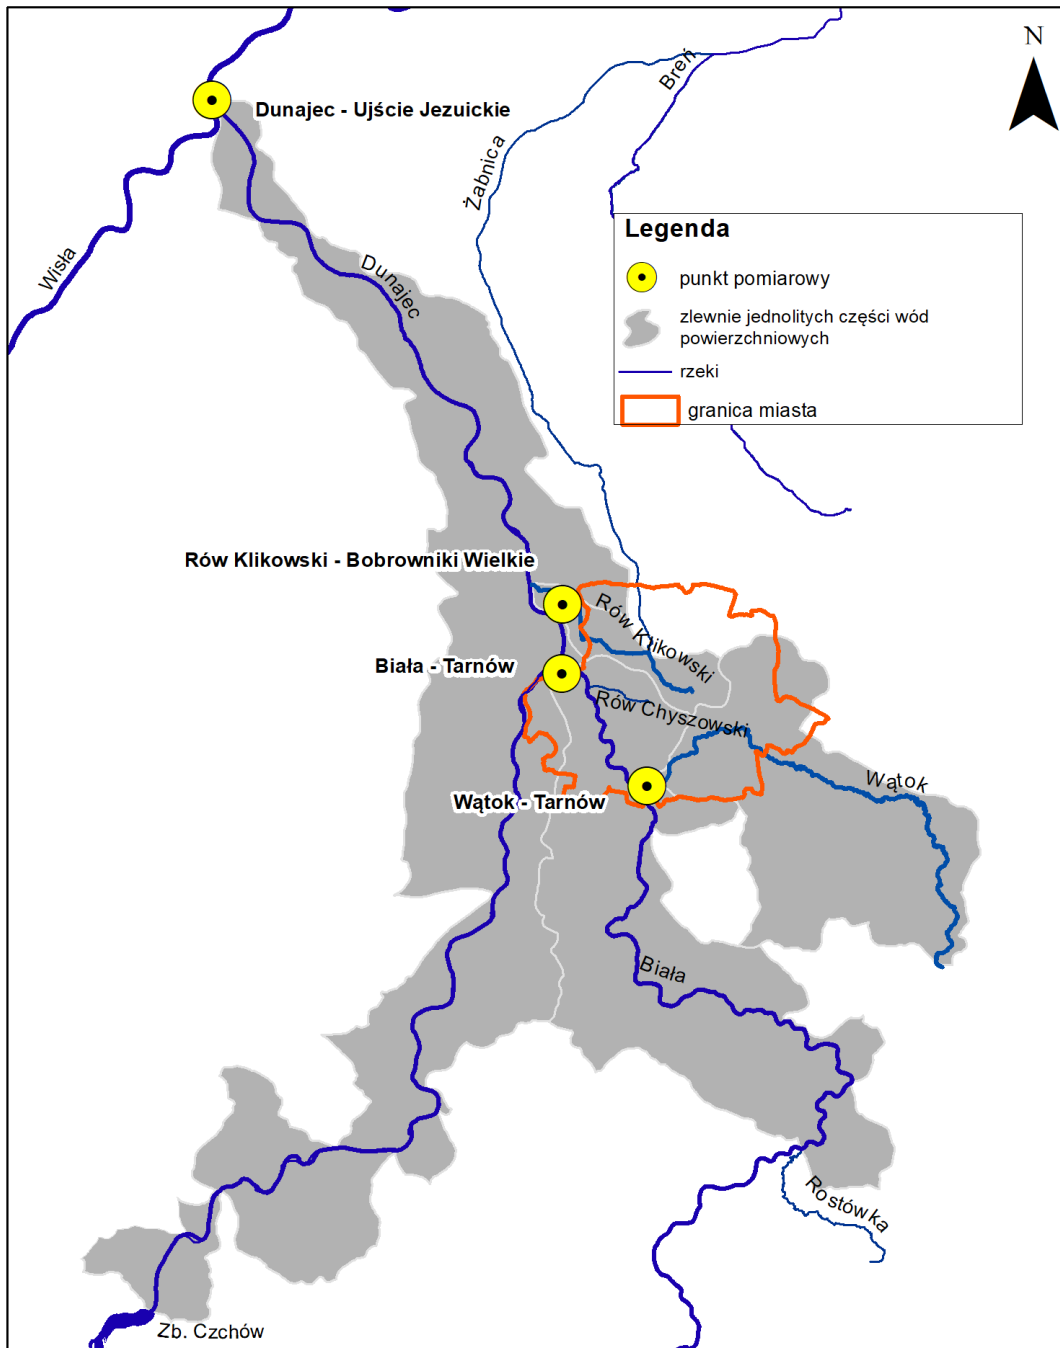 N
Breń
Dunajec - Ujście Jezuickie
Żabnica
Wisła
Dunajec
Legenda
punkt pomiarowy
zlewnie jednolitych części wód
powierzchniowych
rzeki
granica miasta
Rów Klikowski - Bobrowniki Wielkie
Rów Klikowski
Biała - Tarnów
Rów Chyszowski
Wątok
Wątok - Tarnów
Biała
Rostówka
Zb. Czchów